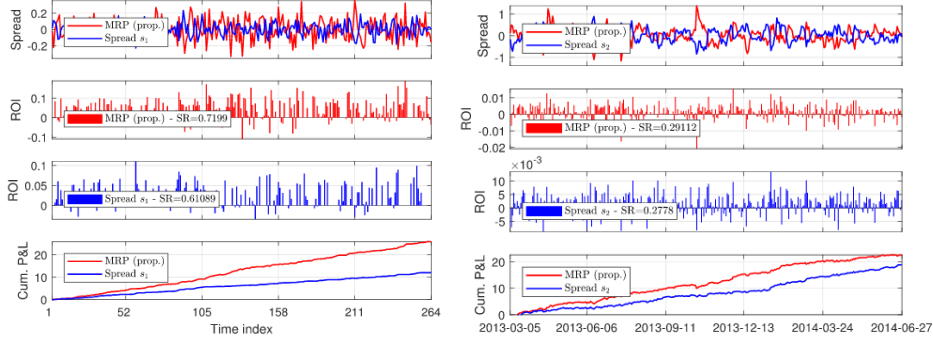 Spread
0.2
0
-0.2
MRP (prop.)
Spread s₁
ROI
0.1
0
-0.1
MRP (prop.) - SR=0.7199
ROI
0.1
0.05
0
Spread s₁ - SR=0.61089
Cum. P&L
20
10
0
MRP (prop.)
Spread s₁
1 52 105 158 211 264
Time index
Spread
1
0
-1
MRP (prop.)
Spread s₂
ROI
0.01
0
-0.01
-0.02
MRP (prop.) - SR=0.29112
×10⁻³
ROI
10
5
0
-5
Spread s₂ - SR=0.2778
Cum. P&L
20
10
0
MRP (prop.)
Spread s₂
2013-03-05 2013-06-06 2013-09-11 2013-12-13 2014-03-24 2014-06-27